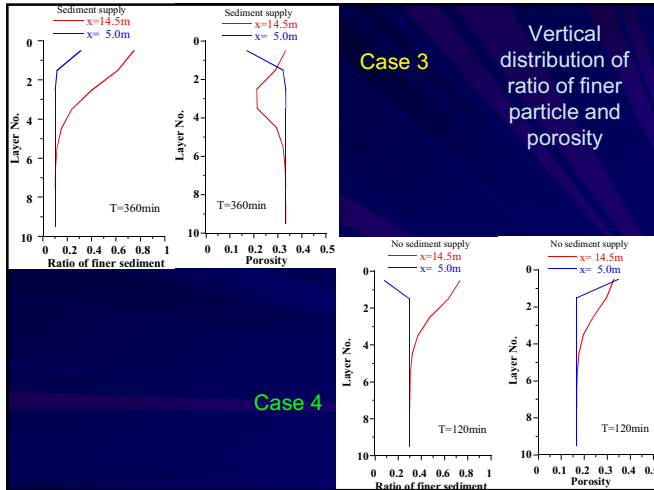 Sediment supply
x=14.5m
x= 5.0m
0
2
4
6
8
10
Layer No.
T=360min
0 0.2 0.4 0.6 0.8 1
Ratio of finer sediment
Sediment supply
x=14.5m
x= 5.0m
0
2
4
6
8
10
Layer No.
T=360min
0 0.1 0.2 0.3 0.4 0.5
Porosity
Case 3
Vertical
distribution of
ratio of finer
particle and
porosity
Case 4
No sediment supply
x=14.5m
x= 5.0m
0
2
4
6
8
10
Layer No.
T=120min
0 0.2 0.4 0.6 0.8 1
Ratio of finer sediment
No sediment supply
x= 14.5m
x= 5.0m
0
2
4
6
8
10
Layer No.
T=120min
0 0.1 0.2 0.3 0.4 0.5
Porosity